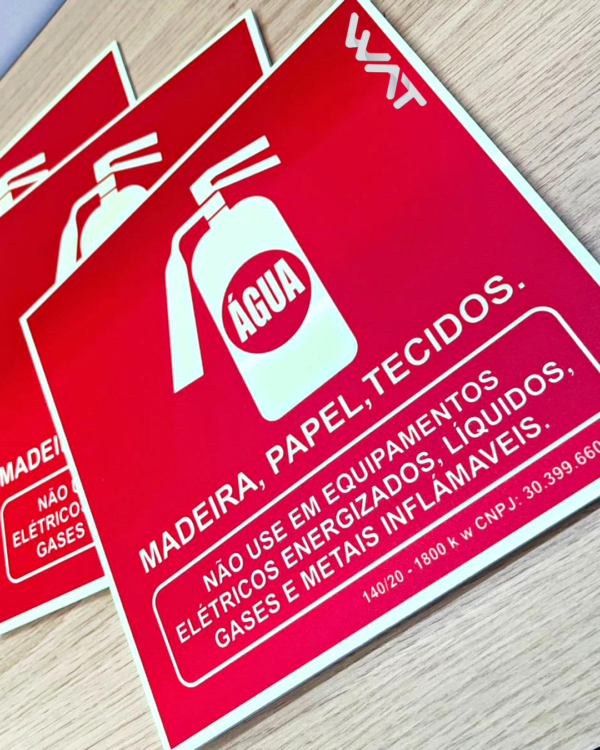 WAT
ÁGUA
MADEIRA, PAPEL, TECIDOS.
NÃO USE EM EQUIPAMENTOS
ELÉTRICOS ENERGIZADOS, LÍQUIDOS,
GASES E METAIS INFLÁMAVEIS.
140/20 - 1800 k w CNPJ: 30.399.660
MADEI
NÃO
ELÉTRICOS
GASES